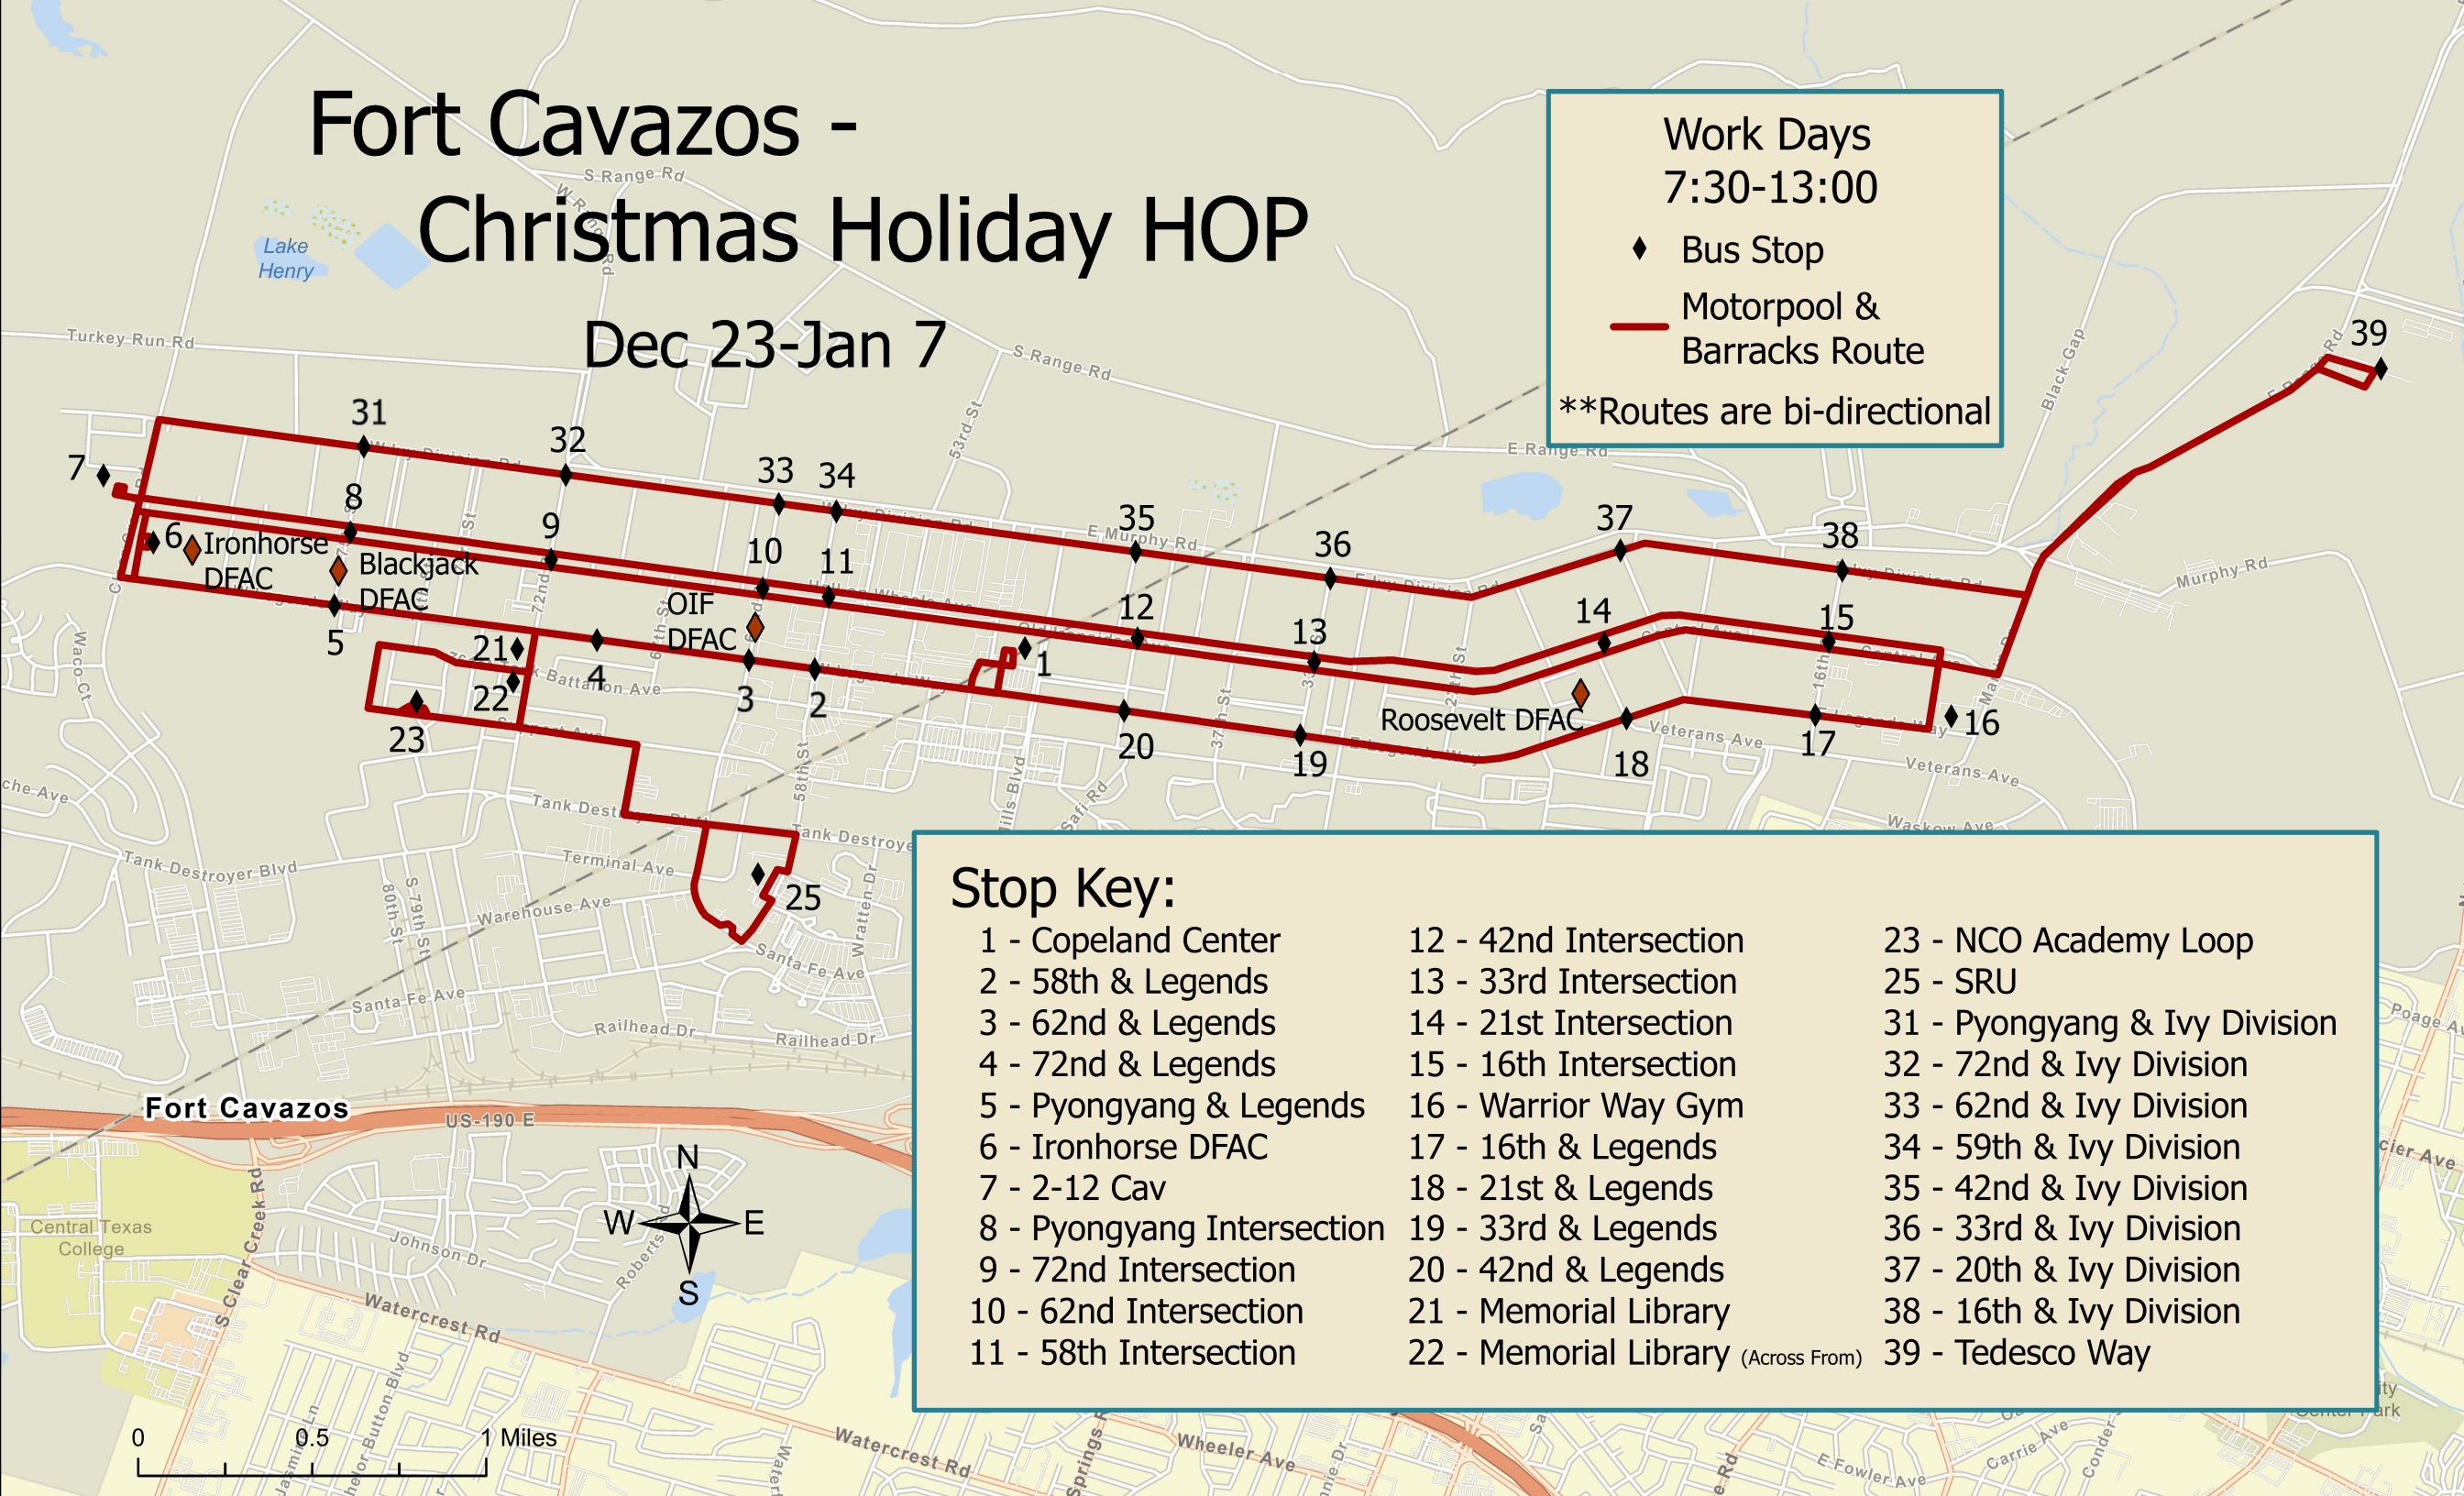 Fort Cavazos -
Christmas Holiday HOP
Dec 23-Jan 7
Work Days
7:30-13:00
Bus Stop
Motorpool &
Barracks Route
**Routes are bi-directional
S Range Rd
Lake
Henry
Turkey Run Rd
S Range Rd
53rd St
E Range Rd
Black Gap
39
31
32
33
34
35
36
37
38
7
8
9
10
11
12
13
14
15
6
Ironhorse
DFAC
Blackjack
DFAC
OIF
DFAC
E Murphy Rd
Murphy Rd
Waco Ct
5
21
22
23
4
3
2
1
20
19
18
17
16
Roosevelt DFAC
Battalion Ave
37th St
58th St
Veterans Ave
Veterans Ave
Waskow Ave
Safi Rd
Tank Destroyer Blvd
Terminal Ave
25
Warehouse Ave
80th St
S 79th St
Wratten Dr
Santa Fe Ave
Santa Fe Ave
Railhead Dr
Railhead Dr
Fort Cavazos
US-190 E
Central Texas
College
S Clear Creek Rd
Johnson Dr
Watercrest Rd
Watercrest Rd
Wheeler Ave
E Fowler Ave
Carrie Ave
N
W
E
S
0
0.5
1 Miles
Stop Key:
1 - Copeland Center
2 - 58th & Legends
3 - 62nd & Legends
4 - 72nd & Legends
5 - Pyongyang & Legends
6 - Ironhorse DFAC
7 - 2-12 Cav
8 - Pyongyang Intersection
9 - 72nd Intersection
10 - 62nd Intersection
11 - 58th Intersection
12 - 42nd Intersection
13 - 33rd Intersection
14 - 21st Intersection
15 - 16th Intersection
16 - Warrior Way Gym
17 - 16th & Legends
18 - 21st & Legends
19 - 33rd & Legends
20 - 42nd & Legends
21 - Memorial Library
22 - Memorial Library (Across From)
23 - NCO Academy Loop
25 - SRU
31 - Pyongyang & Ivy Division
32 - 72nd & Ivy Division
33 - 62nd & Ivy Division
34 - 59th & Ivy Division
35 - 42nd & Ivy Division
36 - 33rd & Ivy Division
37 - 20th & Ivy Division
38 - 16th & Ivy Division
39 - Tedesco Way